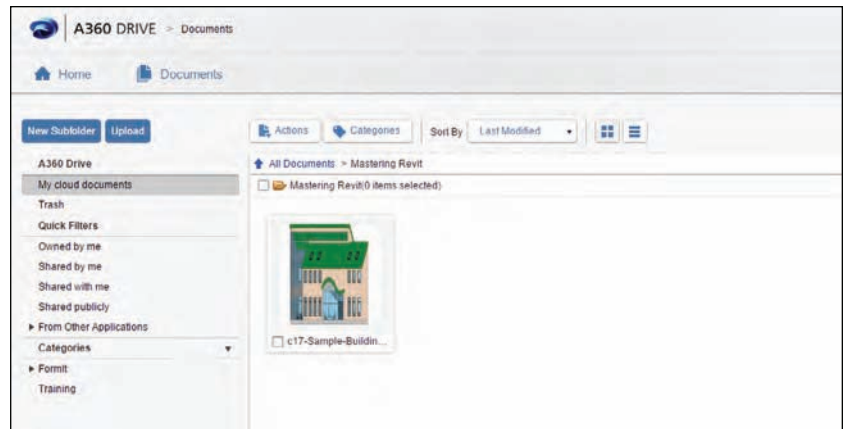 A360 DRIVE > Documents
Home Documents
New Subfolder Upload
Actions Categories Sort By Last Modified
A360 Drive
All Documents > Mastering Revit
My cloud documents
Mastering Revit(0 items selected)
Trash
Quick Filters
Owned by me
Shared by me
Shared with me
Shared publicly
From Other Applications
c17-Sample-Buildin...
Categories
FormIt
Training